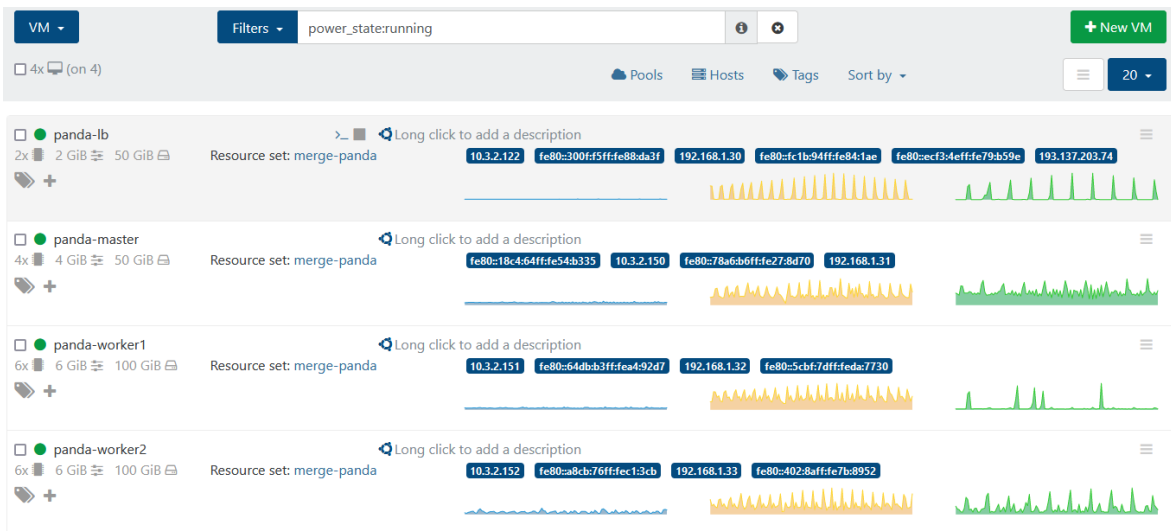 VM Filters power_state:running New VM
4x (on 4) Pools Hosts Tags Sort by 20
panda-lb >_ Long click to add a description
2x 2 GiB 50 GiB Resource set: merge-panda 10.3.2.122 fe80::300f:f5ff:fe88:da3f 192.168.1.30 fe80::fc1b:94ff:fe84:1ae fe80::ecf3:4eff:fe79:b59e 193.137.203.74
panda-master Long click to add a description
4x 4 GiB 50 GiB Resource set: merge-panda fe80::18c4:64ff:fe54:b335 10.3.2.150 fe80::78a6:b6ff:fe27:8d70 192.168.1.31
panda-worker1 Long click to add a description
6x 6 GiB 100 GiB Resource set: merge-panda 10.3.2.151 fe80::64db:b3ff:fea4:92d7 192.168.1.32 fe80::5cbf:7dff:feda:7730
panda-worker2 Long click to add a description
6x 6 GiB 100 GiB Resource set: merge-panda 10.3.2.152 fe80::a8cb:76ff:fec1:3cb 192.168.1.33 fe80::402:8aff:fe7b:8952